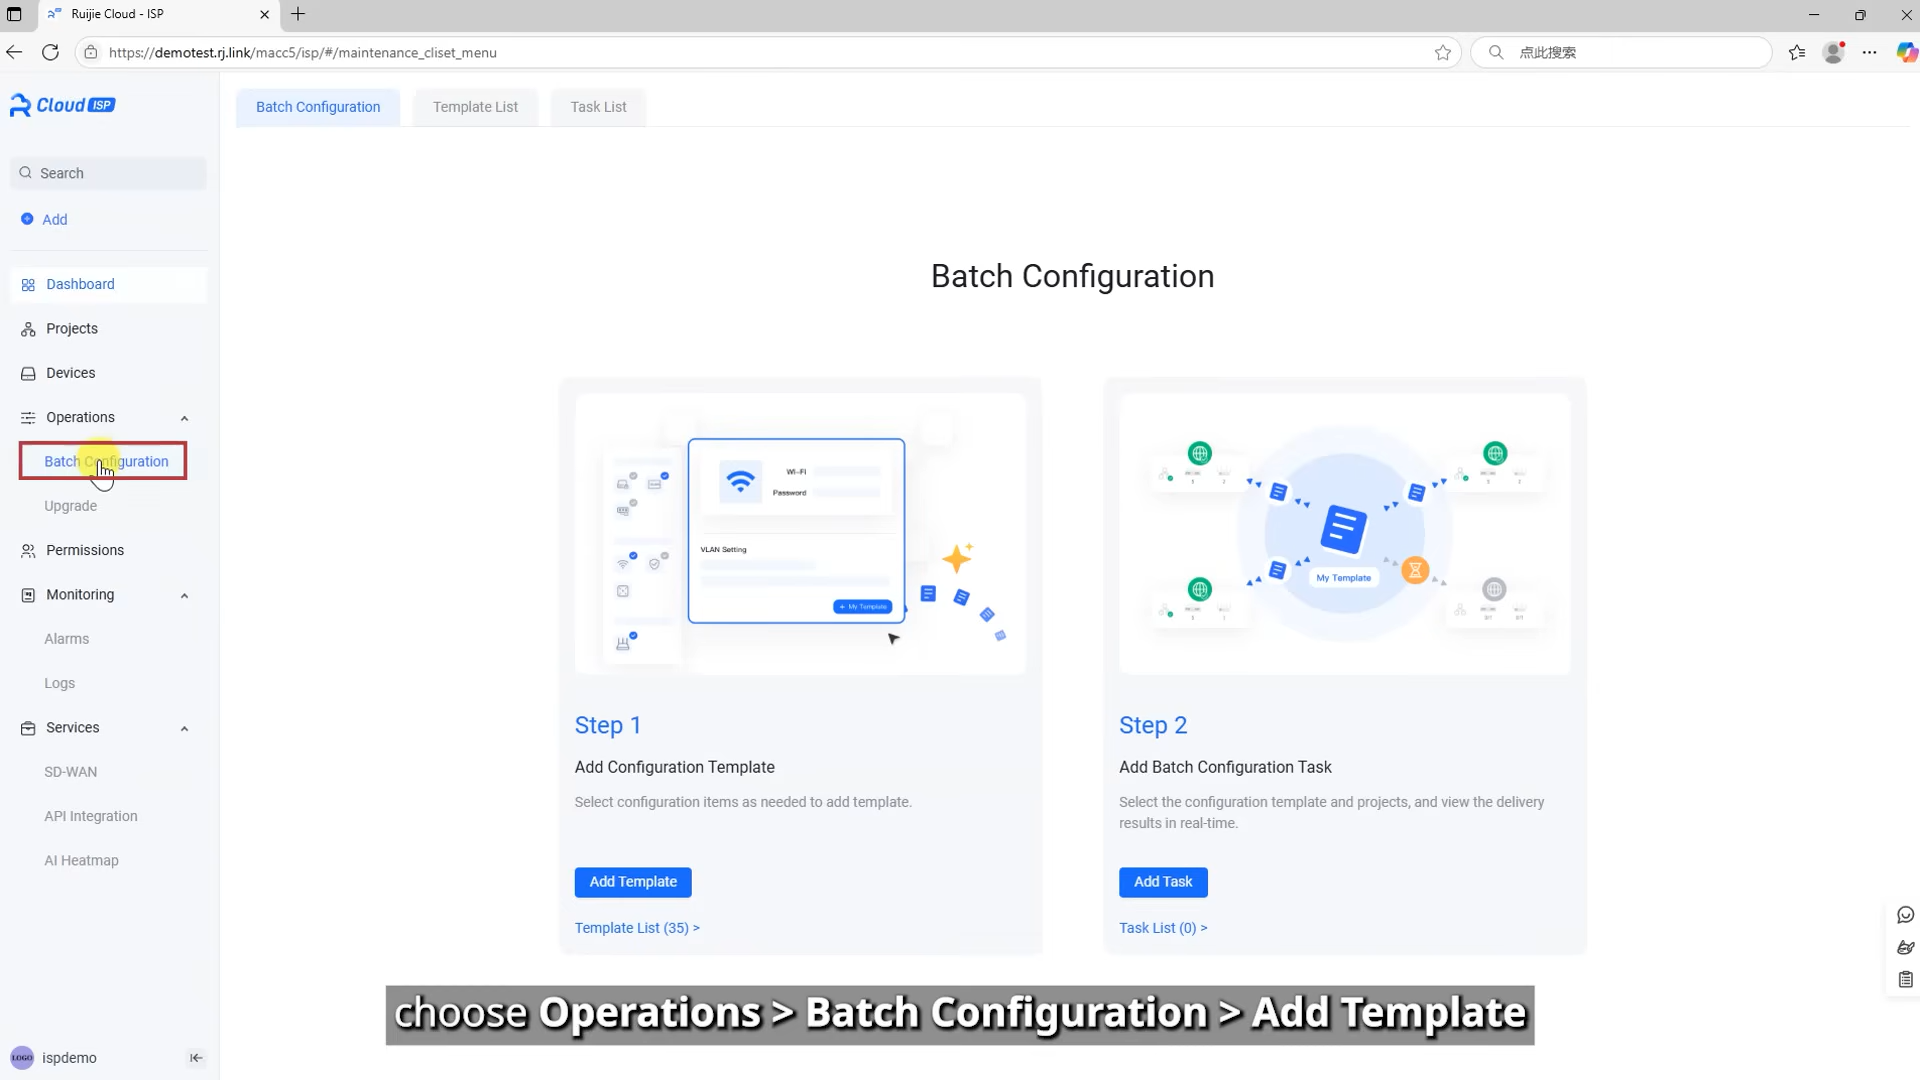 Ruijie Cloud - ISP
https://demotest.rj.link/macc5/isp/#/maintenance_cliset_menu
点此搜索
Cloud ISP
Search
Add
Dashboard
Projects
Devices
Operations
Batch Configuration
Upgrade
Permissions
Monitoring
Alarms
Logs
Services
SD-WAN
API Integration
AI Heatmap
LOGO ispdemo
Batch Configuration
Template List
Task List
Batch Configuration
Wi-Fi
Password
VLAN Setting
+ My Template
Step 1
Add Configuration Template
Select configuration items as needed to add template.
Add Template
Template List (35) >
My Template
Step 2
Add Batch Configuration Task
Select the configuration template and projects, and view the delivery
results in real-time.
Add Task
Task List (0) >
choose Operations > Batch Configuration > Add Template